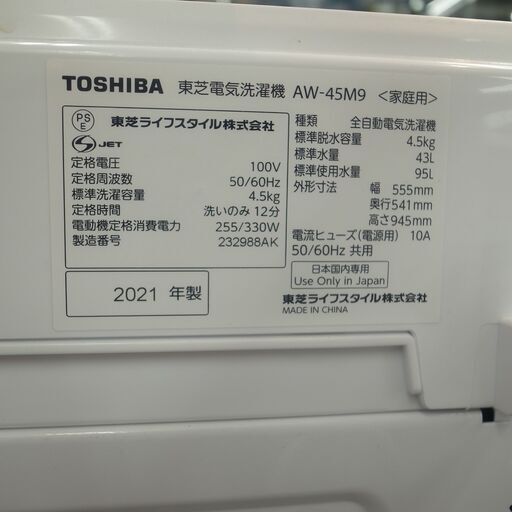 TOSHIBA 東芝電気洗濯機 AW-45M9 <家庭用>
PS
E
東芝ライフスタイル株式会社
S JET
定格電圧 100V
定格周波数 50/60Hz
標準洗濯容量 4.5kg
定格時間 洗いのみ 12分
電動機定格消費電力 255/330W
製造番号 232988AK
2021 年製
種類 全自動電気洗濯機
標準脱水容量 4.5kg
標準水量 43L
標準使用水量 95L
外形寸法 幅 555mm
奥行541mm
高さ945mm
電流ヒューズ(電源用) 10A
50/60Hz 共用
日本国内専用
Use Only in Japan
東芝ライフスタイル株式会社
MADE IN CHINA